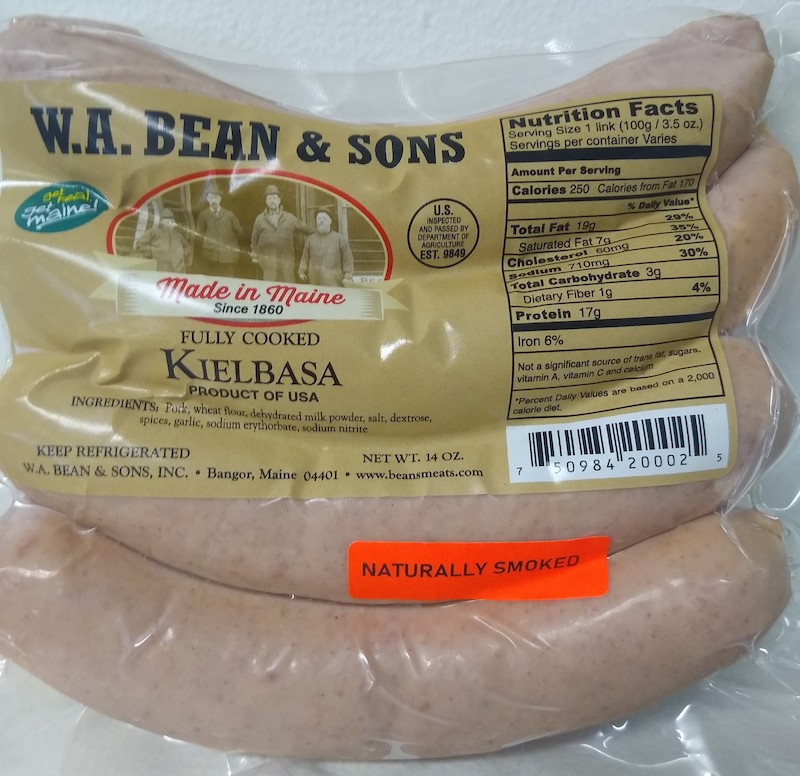 W.A. BEAN & SONS
get real.
get maine!
U.S.
INSPECTED
AND PASSED BY
DEPARTMENT OF
AGRICULTURE
EST. 9849
Made in Maine
Since 1860
FULLY COOKED
KIELBASA
PRODUCT OF USA
INGREDIENTS: Pork, wheat flour, dehydrated milk powder, salt, dextrose,
spices, garlic, sodium erythorbate, sodium nitrite
KEEP REFRIGERATED
NET WT. 14 OZ.
W.A. BEAN & SONS, INC. • Bangor, Maine 04401 • www.beansmeats.com
Nutrition Facts
Serving Size 1 link (100g / 3.5 oz.)
Servings per container Varies
Amount Per Serving
Calories 250 Calories from Fat 170
% Daily Value*
Total Fat 19g 29%
Saturated Fat 7g 35%
Cholesterol 60mg 20%
Sodium 710mg 30%
Total Carbohydrate 3g
Dietary Fiber 1g 4%
Protein 17g
Iron 6%
Not a significant source of trans fat, sugars,
vitamin A, vitamin C and calcium
*Percent Daily Values are based on a 2,000
calorie diet.
7 50984 20002 5
NATURALLY SMOKED